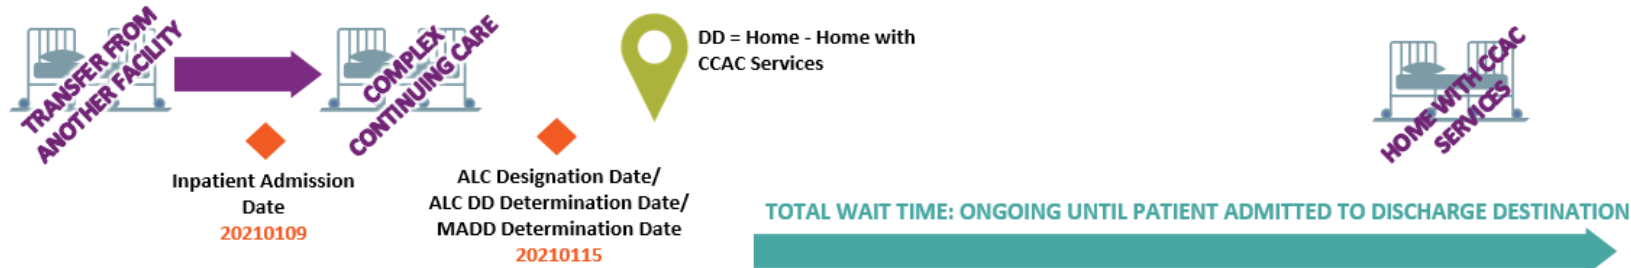 TRANSFER FROM
ANOTHER FACILITY
COMPLEX
CONTINUING CARE
DD = Home - Home with
CCAC Services
HOME WITH CCAC
SERVICES
Inpatient Admission
Date
20210109
ALC Designation Date/
ALC DD Determination Date/
MADD Determination Date
20210115
TOTAL WAIT TIME: ONGOING UNTIL PATIENT ADMITTED TO DISCHARGE DESTINATION